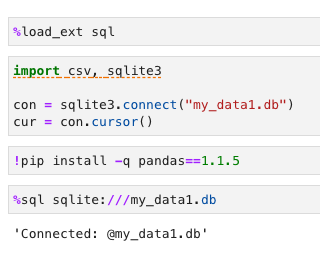 %load_ext sql
import csv, sqlite3
con = sqlite3.connect("my_data1.db")
cur = con.cursor()
!pip install -q pandas==1.1.5
%sql sqlite:///my_data1.db
'Connected: @my_data1.db'